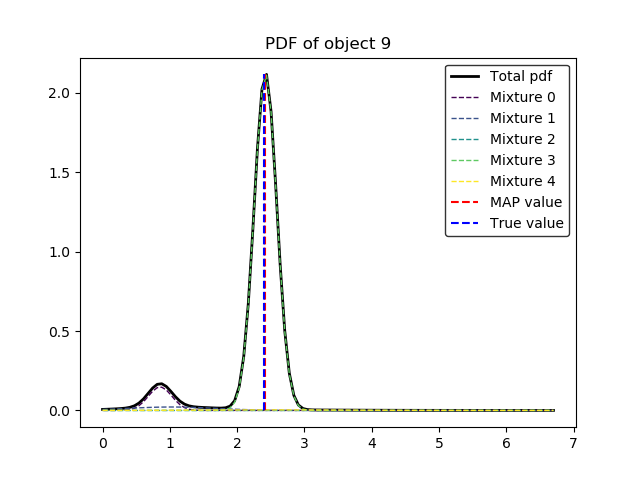 PDF of object 9
Total pdf
Mixture 0
Mixture 1
Mixture 2
Mixture 3
Mixture 4
MAP value
True value
2.0
1.5
1.0
0.5
0.0
0 1 2 3 4 5 6 7